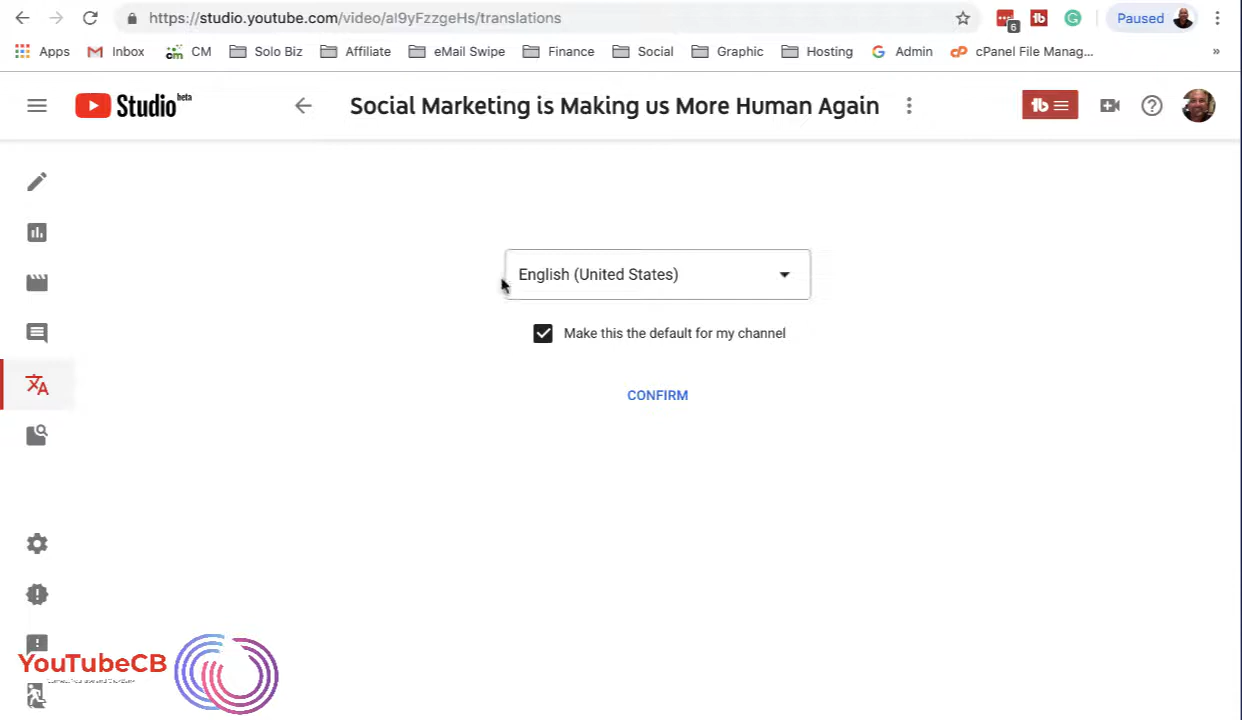 https://studio.youtube.com/video/aI9yFzzgeHs/translations
6
Paused
Apps Inbox CM Solo Biz Affiliate eMail Swipe Finance Social Graphic Hosting Admin cPanel File Manag... »
Studio beta
Social Marketing is Making us More Human Again
English (United States)
Make this the default for my channel
CONFIRM
YouTubeCB